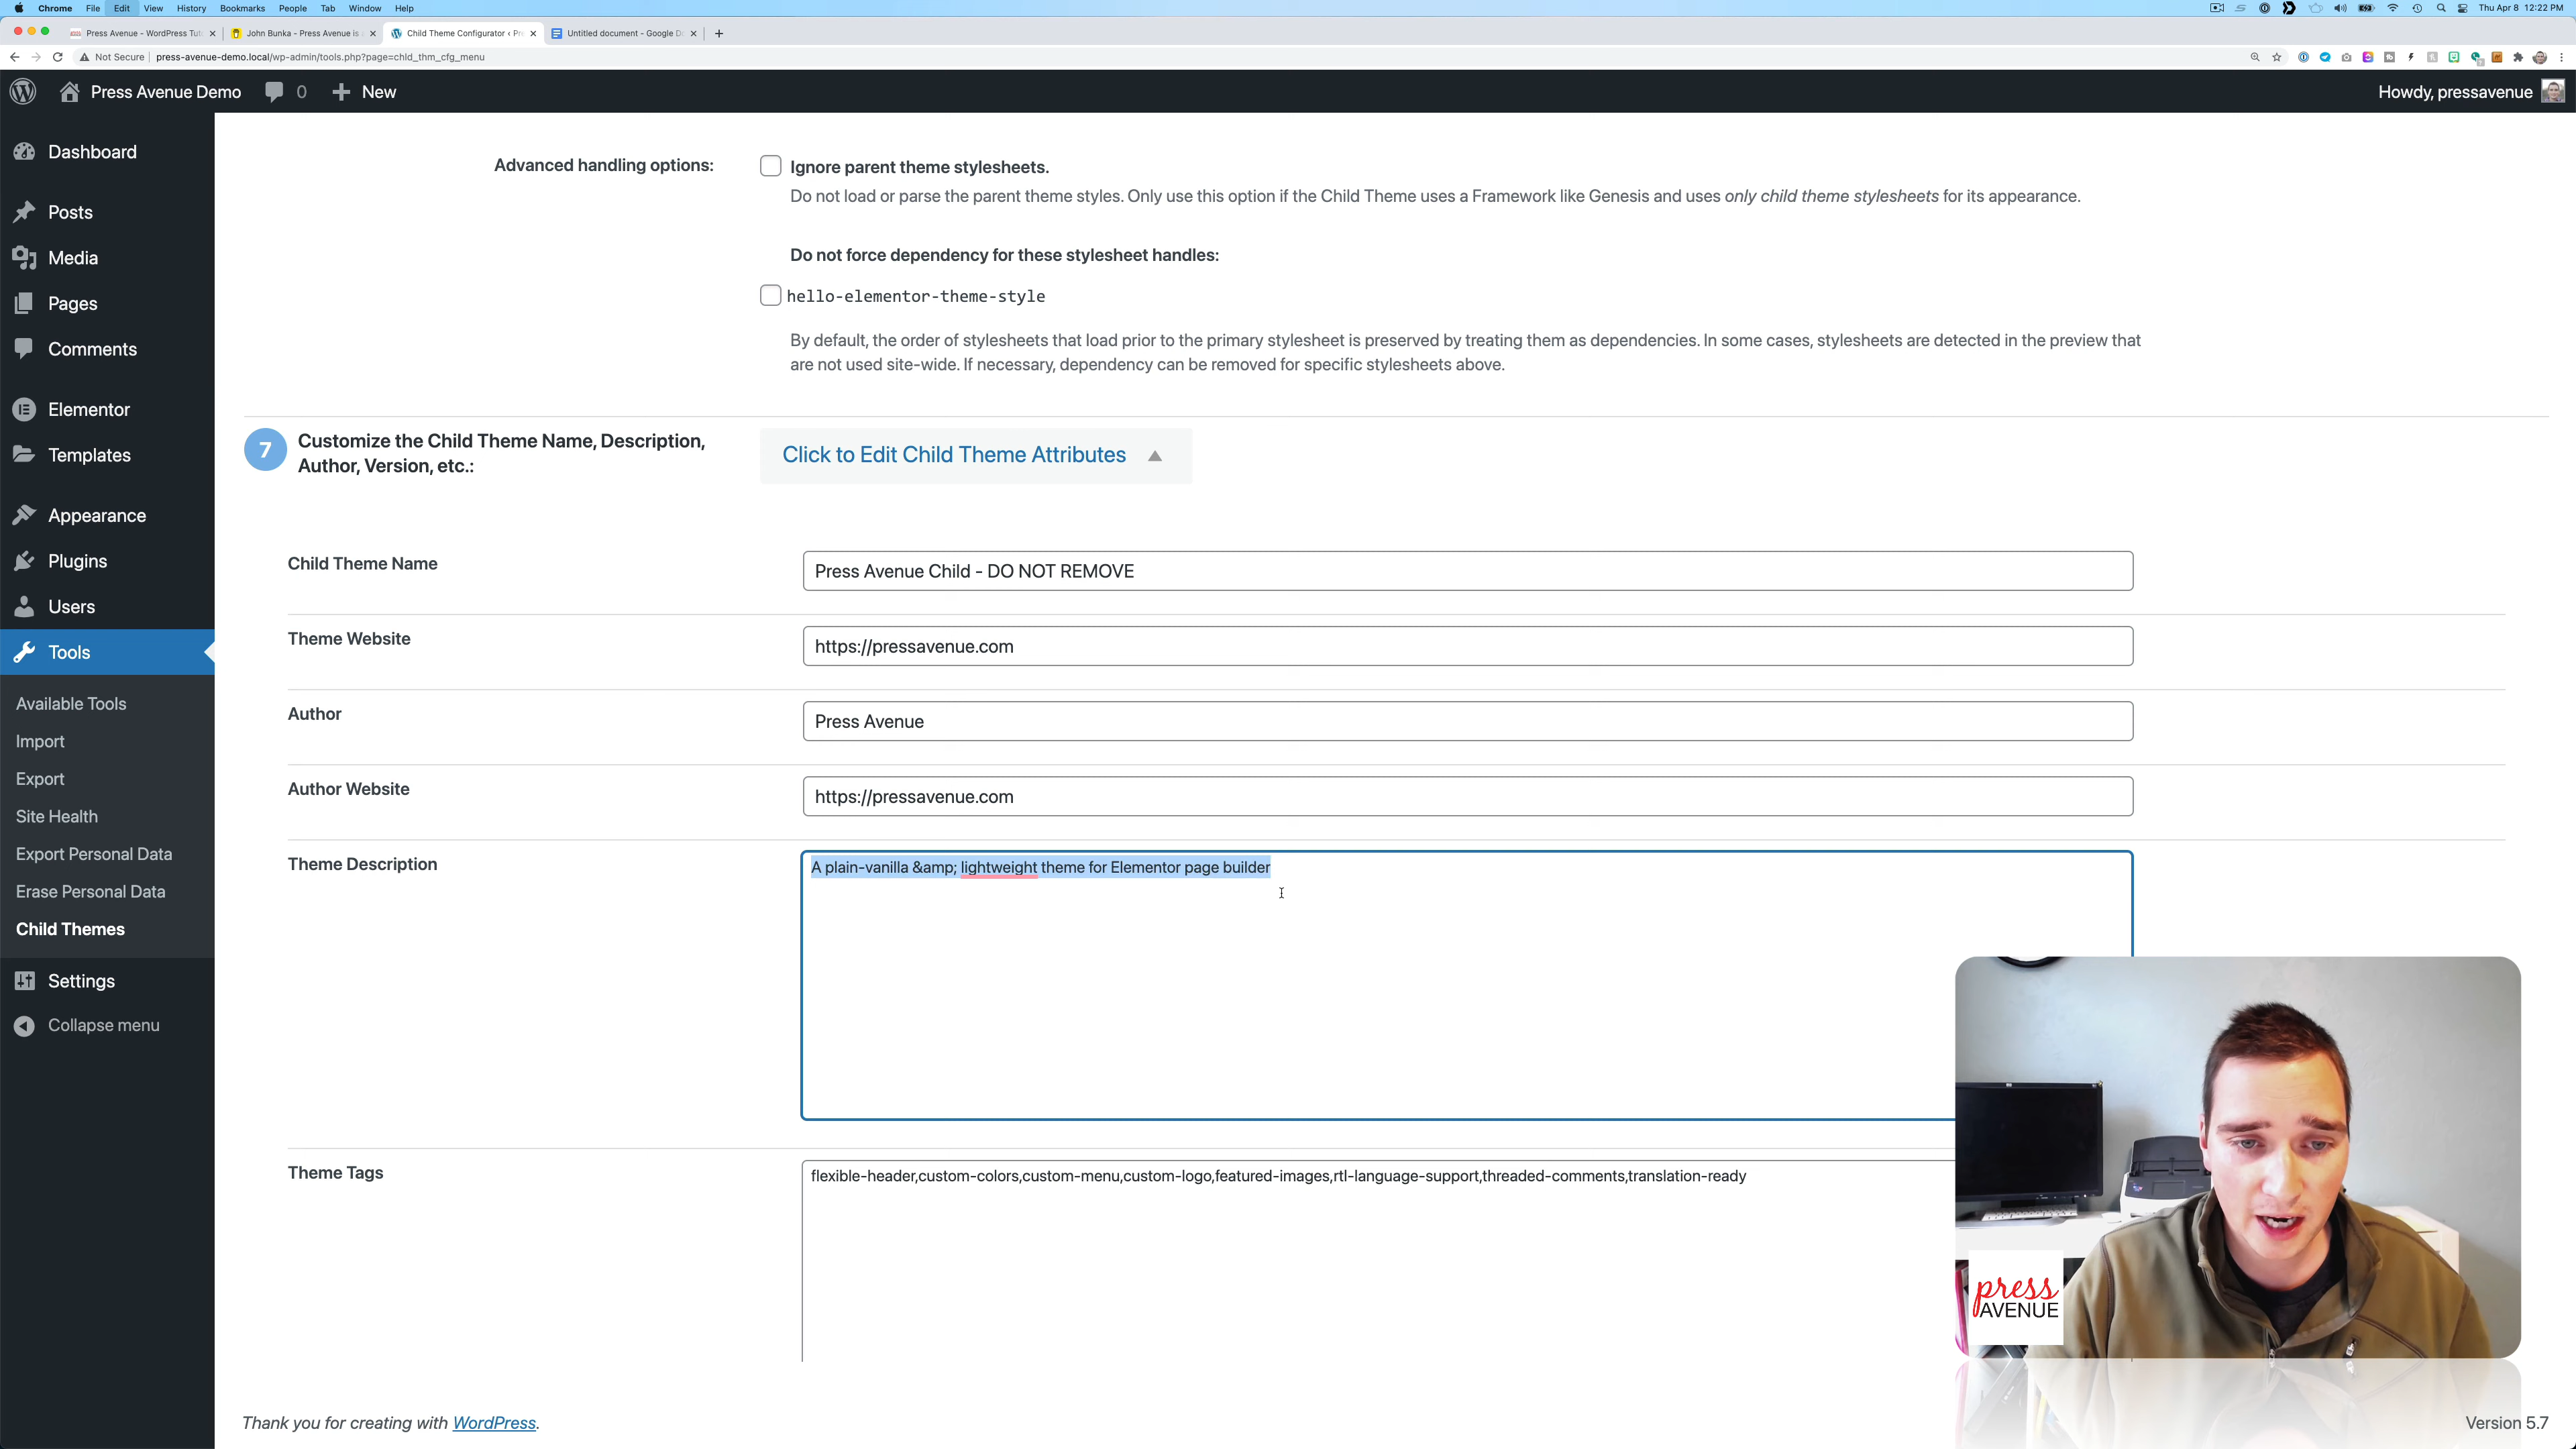 Chrome File Edit View History Bookmarks People Tab Window Help
Thu Apr 8 12:22 PM
Press Avenue - WordPress Tut
John Bunka - Press Avenue is
Child Theme Configurator ‹ Pr
Untitled document - Google D
Not Secure press-avenue-demo.local/wp-admin/tools.php?page=chld_thm_cfg_menu
Press Avenue Demo 0 New
Howdy, pressavenue
Dashboard
Posts
Media
Pages
Comments
Elementor
Templates
Appearance
Plugins
Users
Tools
Available Tools
Import
Export
Site Health
Export Personal Data
Erase Personal Data
Child Themes
Settings
Collapse menu
Advanced handling options:
Ignore parent theme stylesheets.
Do not load or parse the parent theme styles. Only use this option if the Child Theme uses a Framework like Genesis and uses only child theme stylesheets for its appearance.
Do not force dependency for these stylesheet handles:
hello-elementor-theme-style
By default, the order of stylesheets that load prior to the primary stylesheet is preserved by treating them as dependencies. In some cases, stylesheets are detected in the preview that
are not used site-wide. If necessary, dependency can be removed for specific stylesheets above.
7
Customize the Child Theme Name, Description,
Author, Version, etc.:
Click to Edit Child Theme Attributes
Child Theme Name
Press Avenue Child - DO NOT REMOVE
Theme Website
https://pressavenue.com
Author
Press Avenue
Author Website
https://pressavenue.com
Theme Description
A plain-vanilla &amp; lightweight theme for Elementor page builder
Theme Tags
flexible-header,custom-colors,custom-menu,custom-logo,featured-images,rtl-language-support,threaded-comments,translation-ready
press
AVENUE
Thank you for creating with WordPress.
Version 5.7